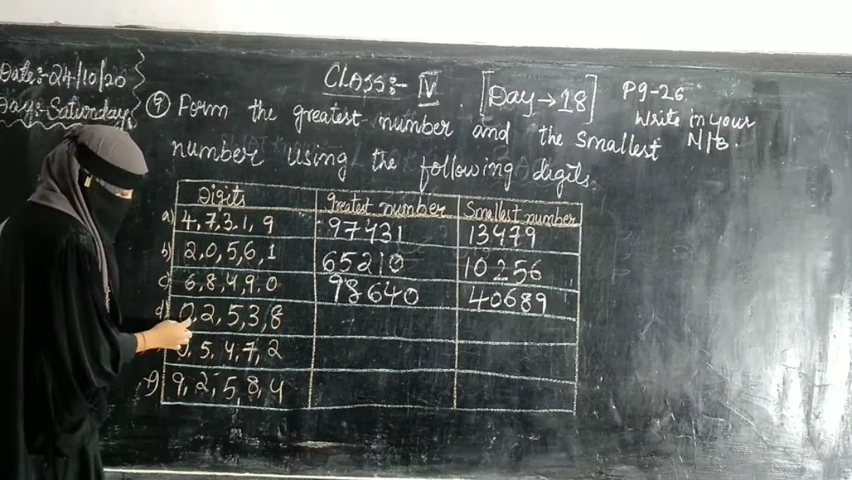 Date:- 24/10/20
Day:- Saturday
CLASS:- IV
[Day → 18]
Pg-26
Write in your
N/B.
9 Form the greatest number and the smallest
number using the following digits
Digits greatest number Smallest number
a) 4,7,3,1,9 97431 13479
b) 2,0,5,6,1 65210 10256
c) 6,8,4,9,0 98640 40689
d) 0,2,5,3,8
0,5,4,7,2
9,2,5,8,4